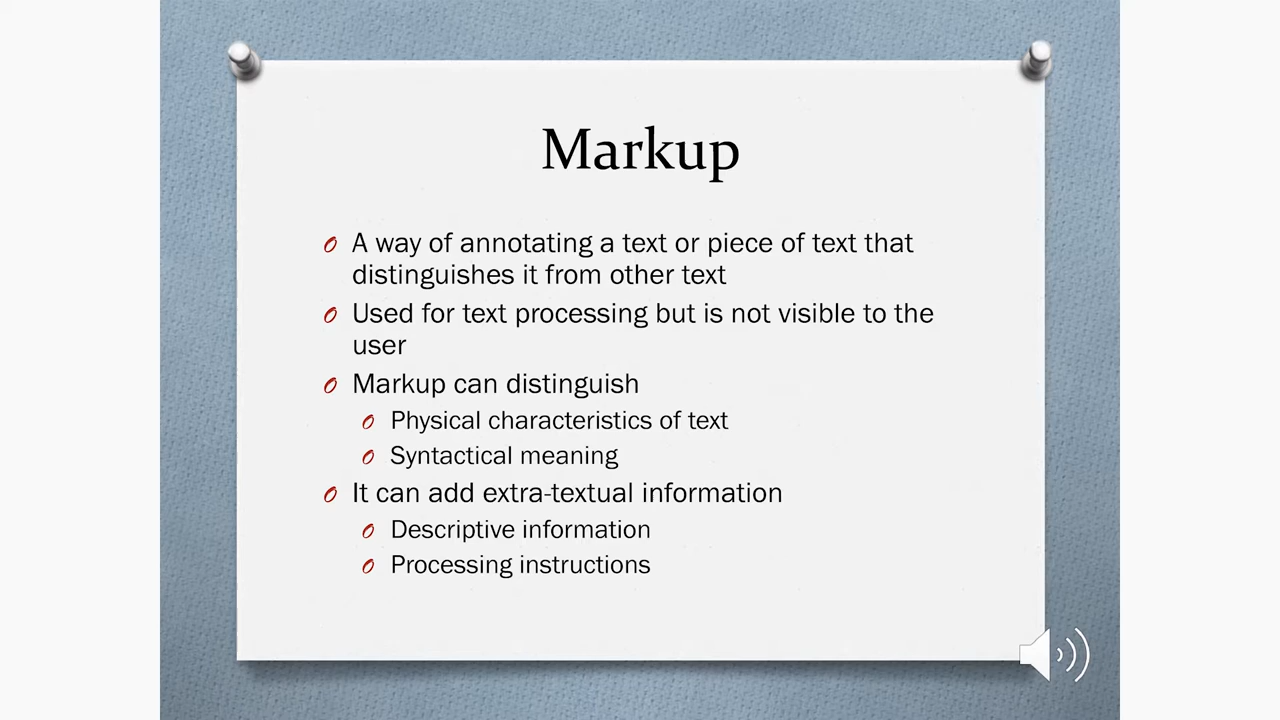 Markup
A way of annotating a text or piece of text that
distinguishes it from other text
Used for text processing but is not visible to the
user
Markup can distinguish
Physical characteristics of text
Syntactical meaning
It can add extra-textual information
Descriptive information
Processing instructions